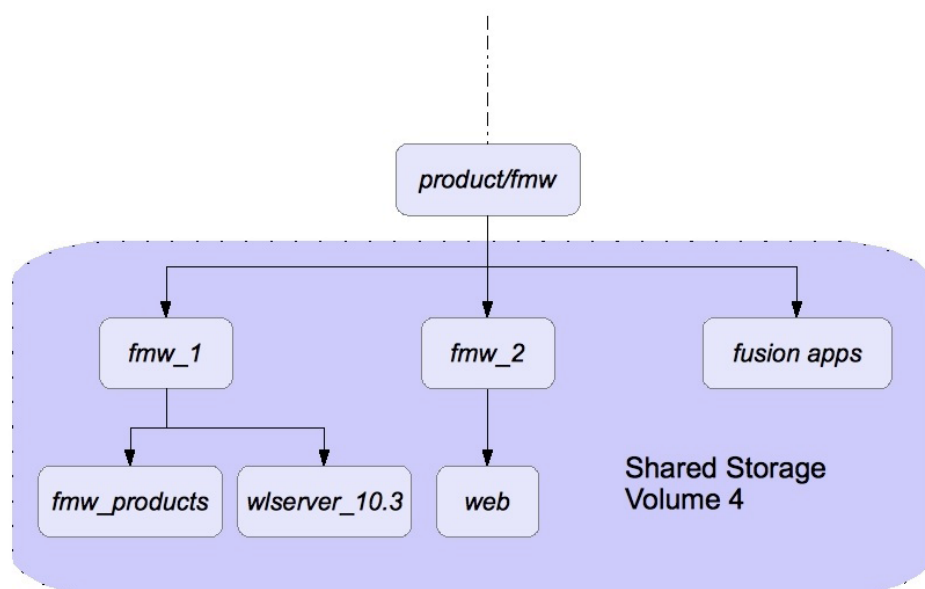 product/fmw
fmw_1
fmw_2
fusion apps
fmw_products
wlserver_10.3
web
Shared Storage
Volume 4